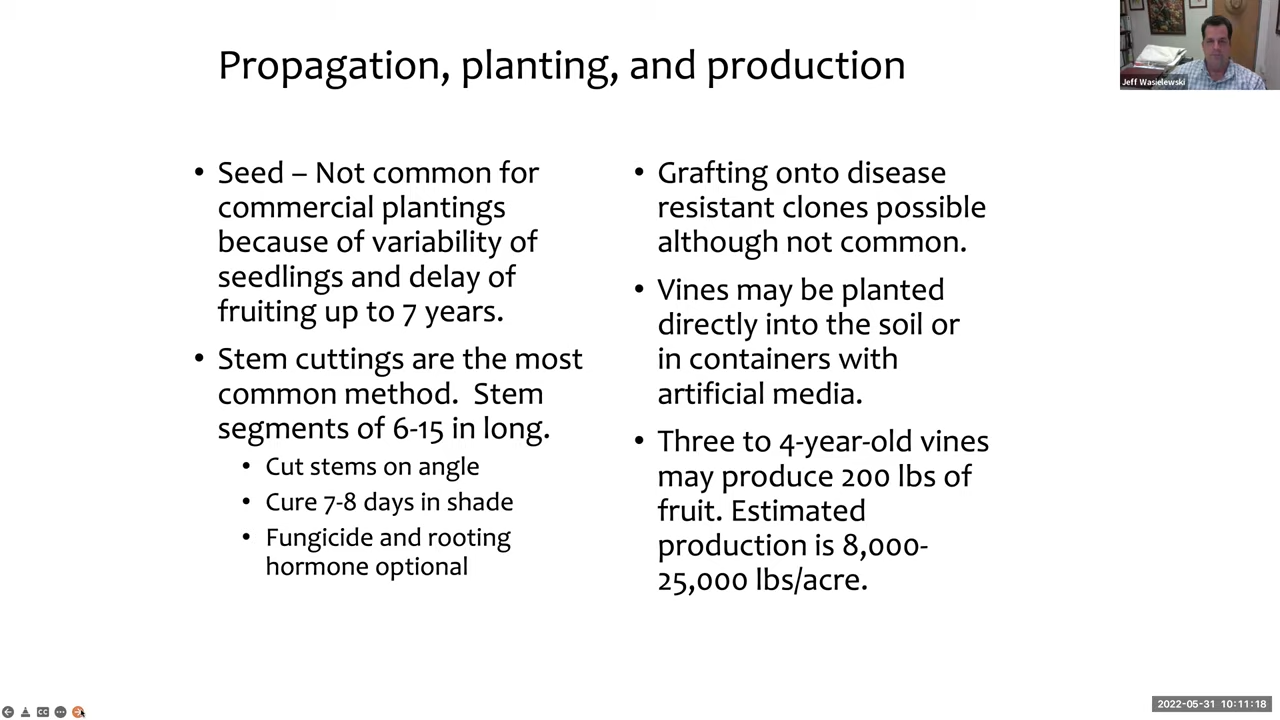 Propagation, planting, and production
• Seed – Not common for
commercial plantings
because of variability of
seedlings and delay of
fruiting up to 7 years.
• Stem cuttings are the most
common method.  Stem
segments of 6-15 in long.
• Cut stems on angle
• Cure 7-8 days in shade
• Fungicide and rooting
hormone optional
• Grafting onto disease
resistant clones possible
although not common.
• Vines may be planted
directly into the soil or
in containers with
artificial media.
• Three to 4-year-old vines
may produce 200 lbs of
fruit. Estimated
production is 8,000-
25,000 lbs/acre.
Jeff Wasielewski
CC
2022-05-31 10:11:18